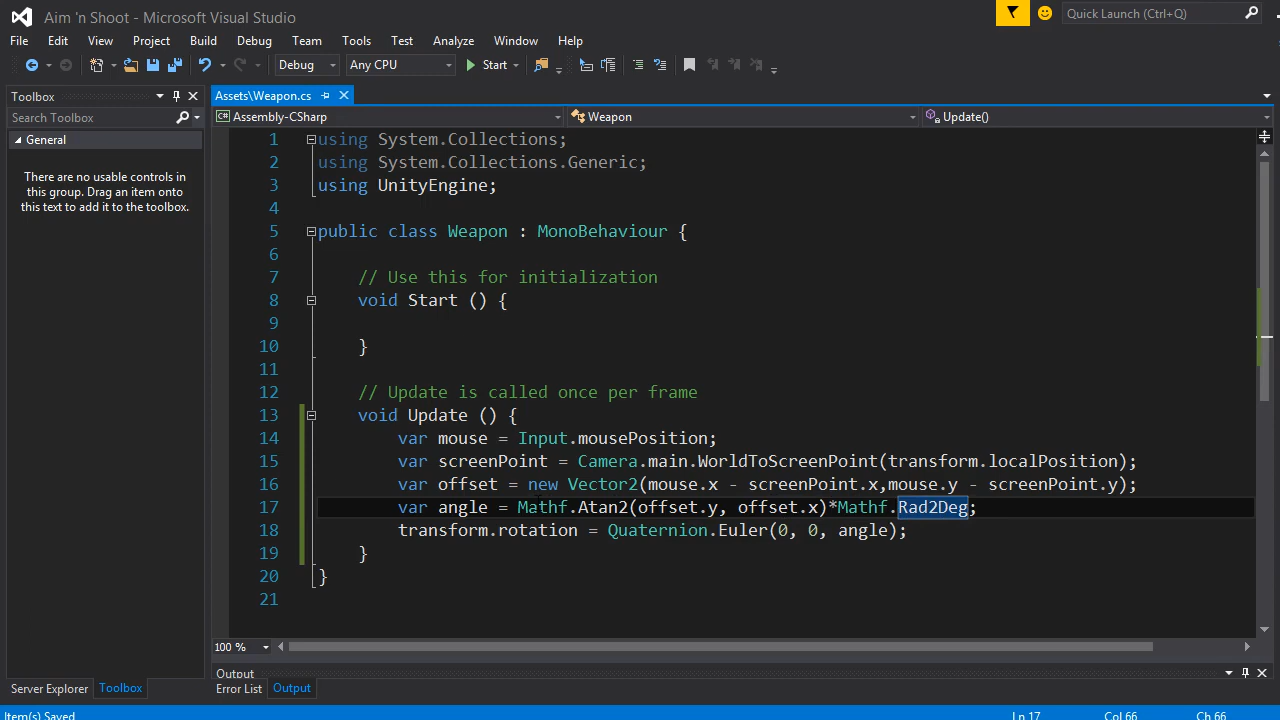 Aim 'n Shoot - Microsoft Visual Studio
Quick Launch (Ctrl+Q)
File Edit View Project Build Debug Team Tools Test Analyze Window Help
Debug Any CPU Start
Toolbox
Assets\Weapon.cs
Search Toolbox
Assembly-CSharp Weapon Update()
General
There are no usable controls in
this group. Drag an item onto
this text to add it to the toolbox.
1 using System.Collections;
2 using System.Collections.Generic;
3 using UnityEngine;
4
5 public class Weapon : MonoBehaviour {
6
7 // Use this for initialization
8 void Start () {
9
10 }
11
12 // Update is called once per frame
13 void Update () {
14 var mouse = Input.mousePosition;
15 var screenPoint = Camera.main.WorldToScreenPoint(transform.localPosition);
16 var offset = new Vector2(mouse.x - screenPoint.x,mouse.y - screenPoint.y);
17 var angle = Mathf.Atan2(offset.y, offset.x)*Mathf.Rad2Deg;
18 transform.rotation = Quaternion.Euler(0, 0, angle);
19 }
20 }
21
100 %
Output
Server Explorer Toolbox
Error List Output
Item(s) Saved Ln 17 Col 66 Ch 66